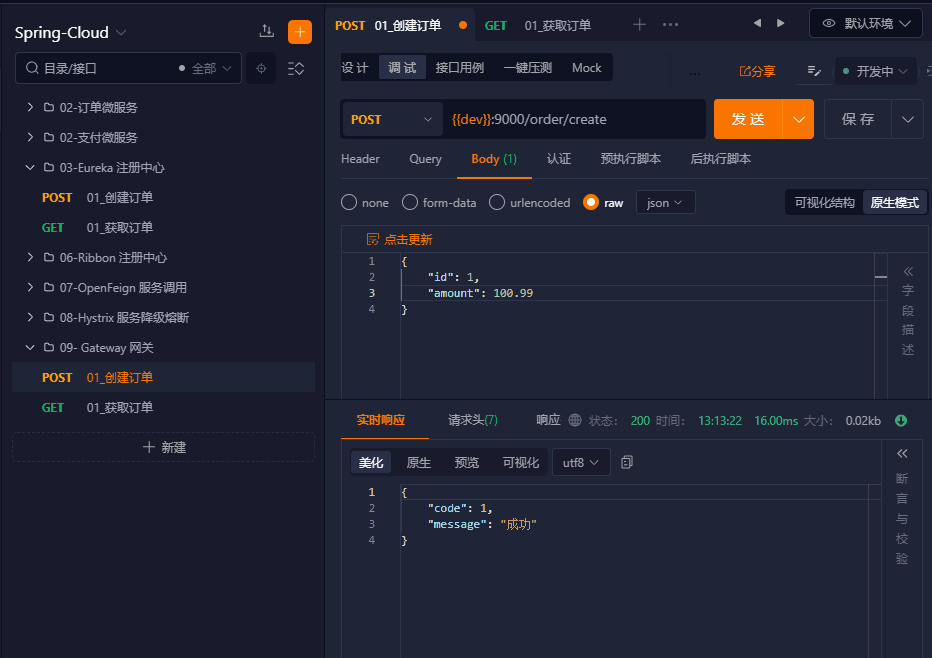 Spring-Cloud
目录/接口 全部
02-订单微服务
02-支付微服务
03-Eureka 注册中心
POST 01_创建订单
GET 01_获取订单
06-Ribbon 注册中心
07-OpenFeign 服务调用
08-Hystrix 服务降级熔断
09- Gateway 网关
POST 01_创建订单
GET 01_获取订单
新建
POST 01_创建订单 GET 01_获取订单 默认环境
设计 调试 接口用例 一键压测 Mock ... 分享 开发中
POST {{dev}}:9000/order/create 发送 保存
Header Query Body (1) 认证 预执行脚本 后执行脚本
none form-data urlencoded raw json 可视化结构 原生模式
点击更新
1 {
2 "id": 1,
3 "amount": 100.99
4 }
字段描述
实时响应 请求头(7) 响应 状态: 200 时间: 13:13:22 16.00ms 大小: 0.02kb
美化 原生 预览 可视化 utf8
1 {
2 "code": 1,
3 "message": "成功"
4 }
断言与校验